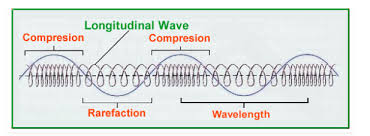 Longitudinal Wave
Compresion
Compresion
Rarefaction
Wavelength